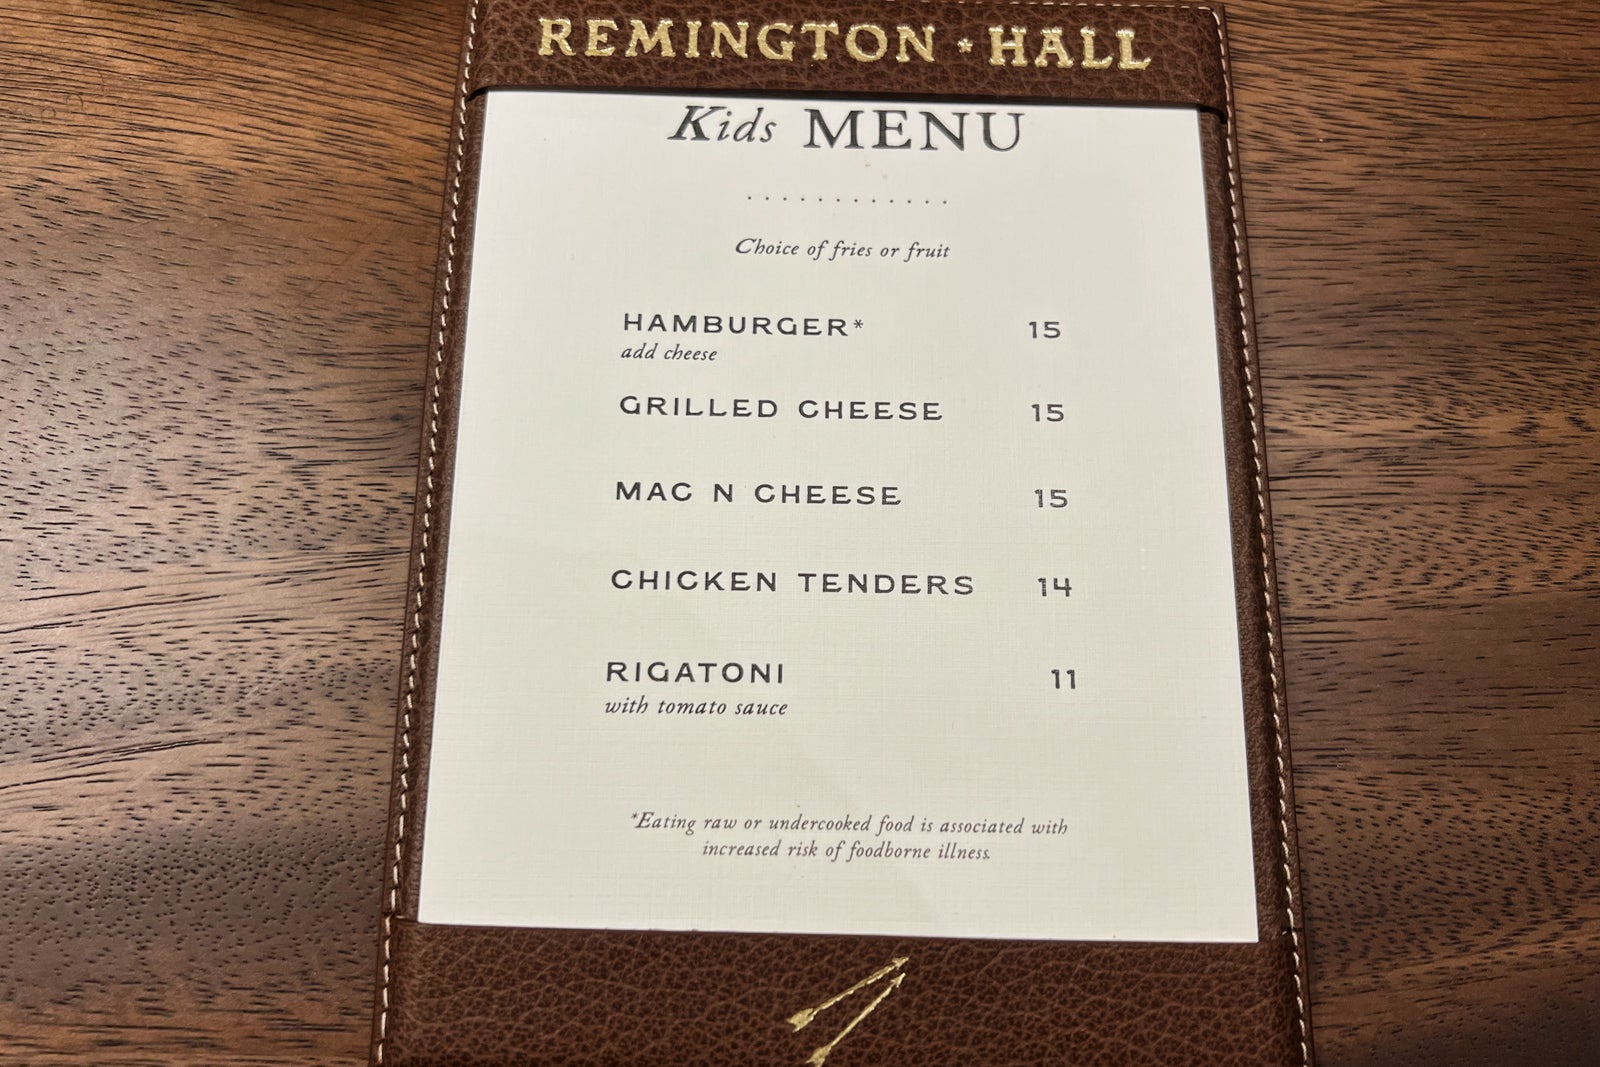 REMINGTON * HALL
Kids MENU
Choice of fries or fruit
HAMBURGER* 15
add cheese
GRILLED CHEESE 15
MAC N CHEESE 15
CHICKEN TENDERS 14
RIGATONI 11
with tomato sauce
*Eating raw or undercooked food is associated with
increased risk of foodborne illness.